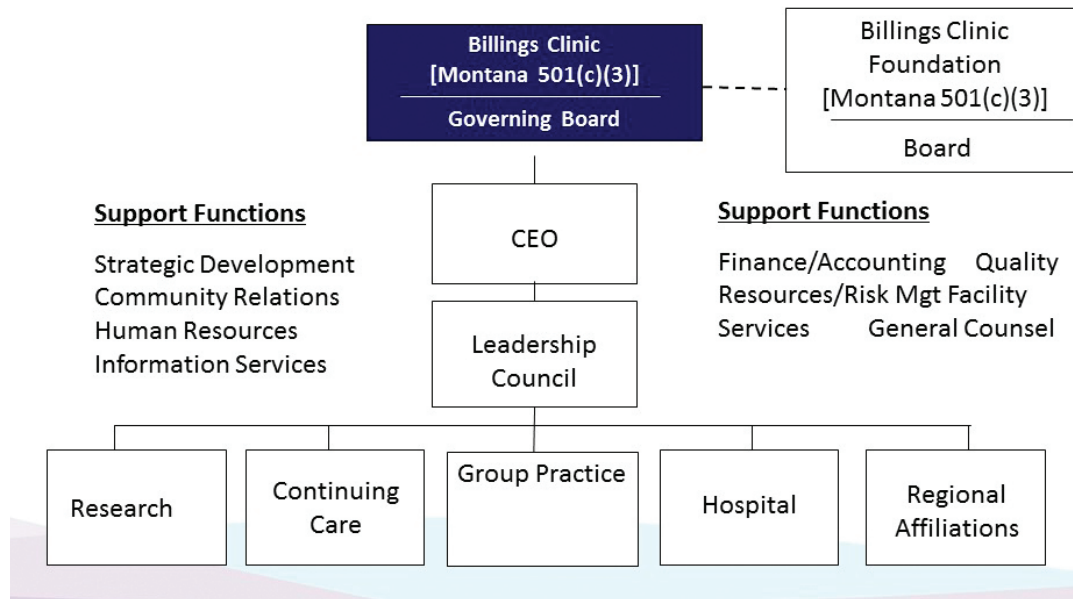 Billings Clinic
[Montana 501(c)(3)]
Governing Board
Billings Clinic
Foundation
[Montana 501(c)(3)]
Board
CEO
Support Functions
Strategic Development
Community Relations
Human Resources
Information Services
Support Functions
Finance/Accounting Quality
Resources/Risk Mgt Facility
Services General Counsel
Leadership
Council
Research
Continuing
Care
Group Practice
Hospital
Regional
Affiliations